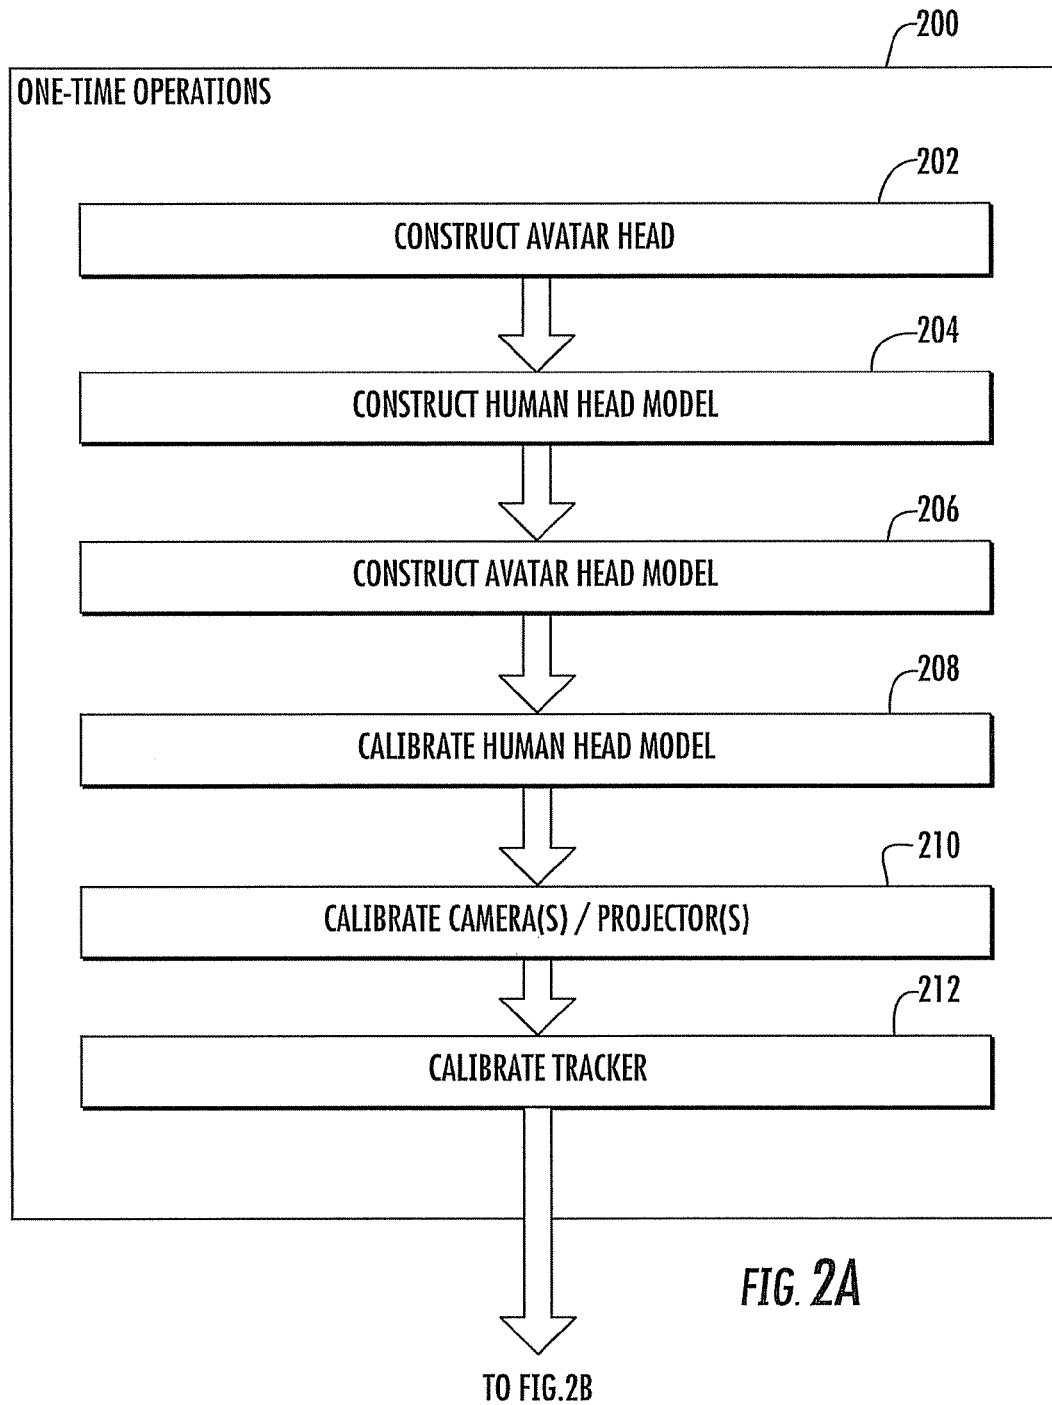 200
ONE-TIME OPERATIONS
202
CONSTRUCT AVATAR HEAD
204
CONSTRUCT HUMAN HEAD MODEL
206
CONSTRUCT AVATAR HEAD MODEL
208
CALIBRATE HUMAN HEAD MODEL
210
CALIBRATE CAMERA(S) / PROJECTOR(S)
212
CALIBRATE TRACKER
FIG. 2A
TO FIG.2B